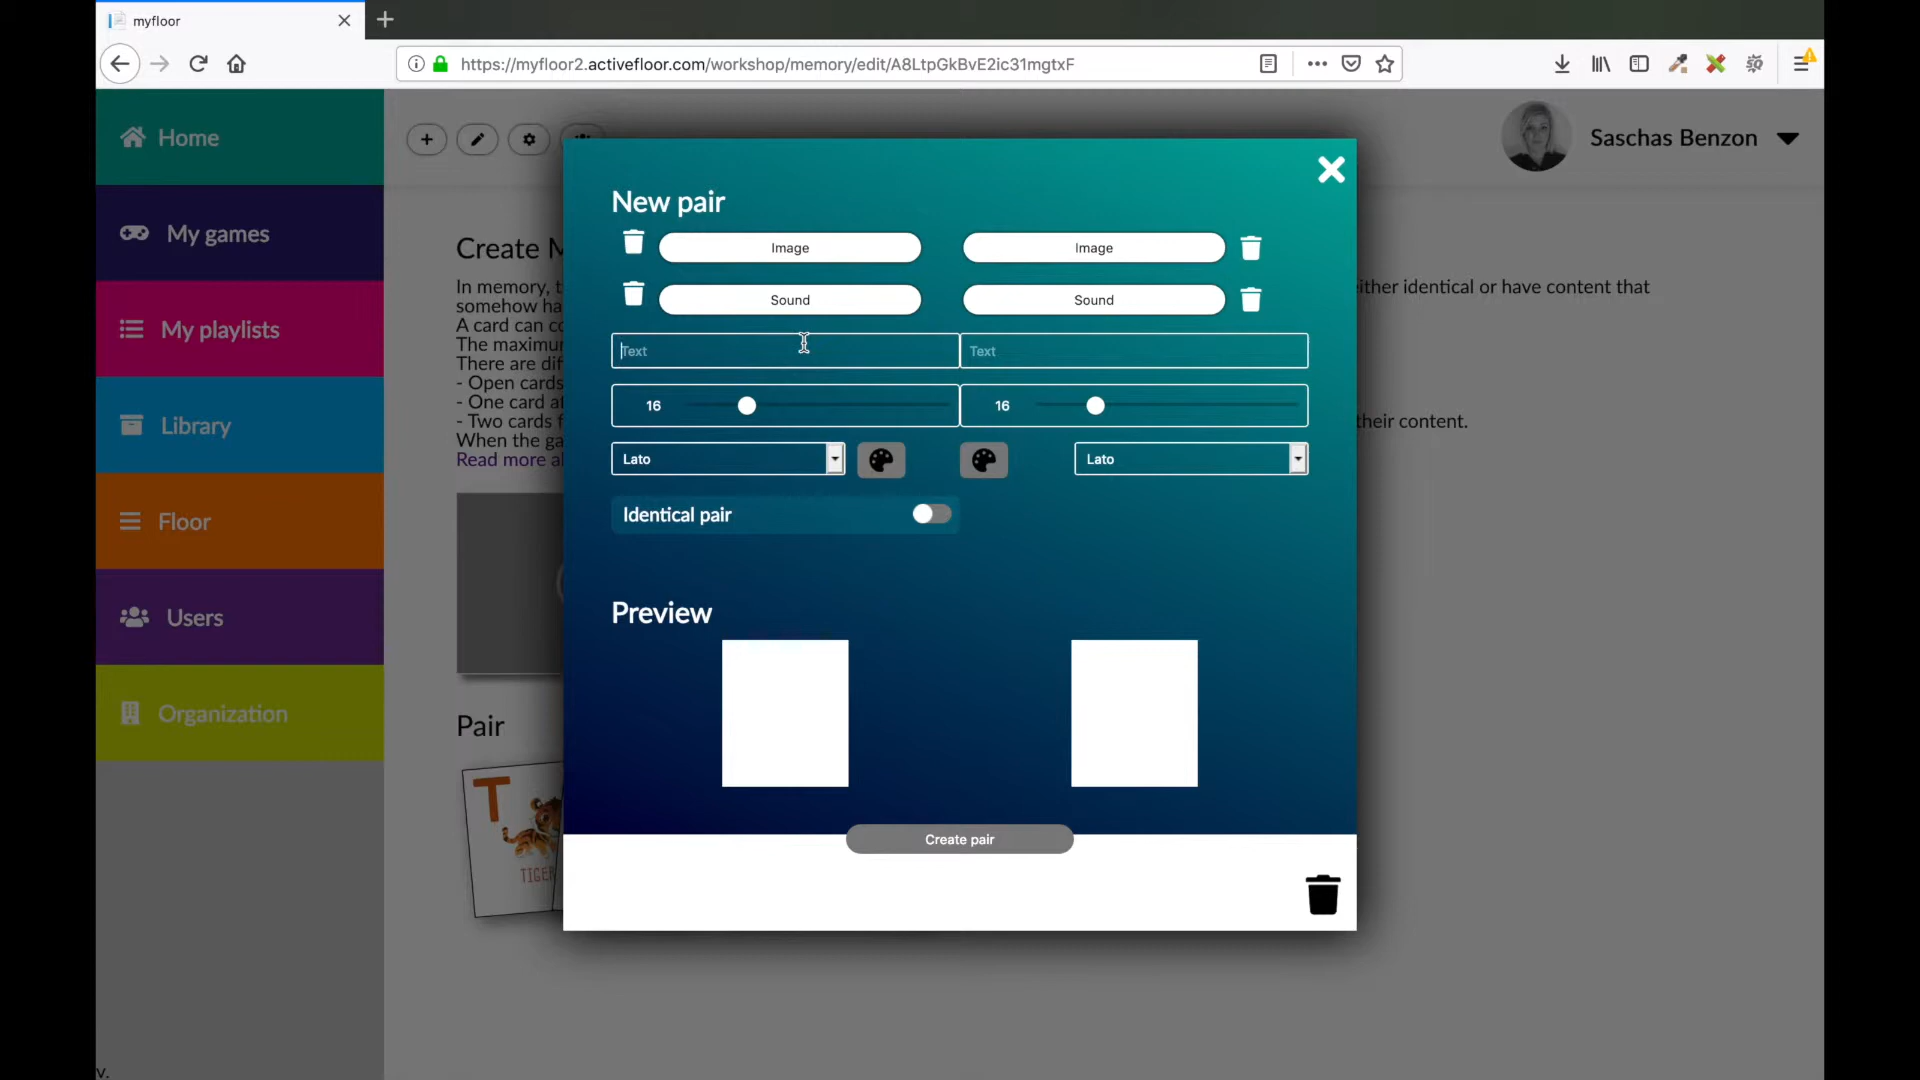 myfloor
https://myfloor2.activefloor.com/workshop/memory/edit/A8LtpGkBvE2ic31mgtxF
Home
My games
My playlists
Library
Floor
Users
Organization
Saschas Benzon
Create M
In memory, t
ither identical or have content that
somehow ha
A card can co
The maximu
There are dif
- Open cards
- One card a
- Two cards f
their content.
When the ga
Read more a
Pair
T
TIGER
New pair
Image
Image
Sound
Sound
Text
Text
16
16
Lato
Lato
Identical pair
Preview
Create pair
v.